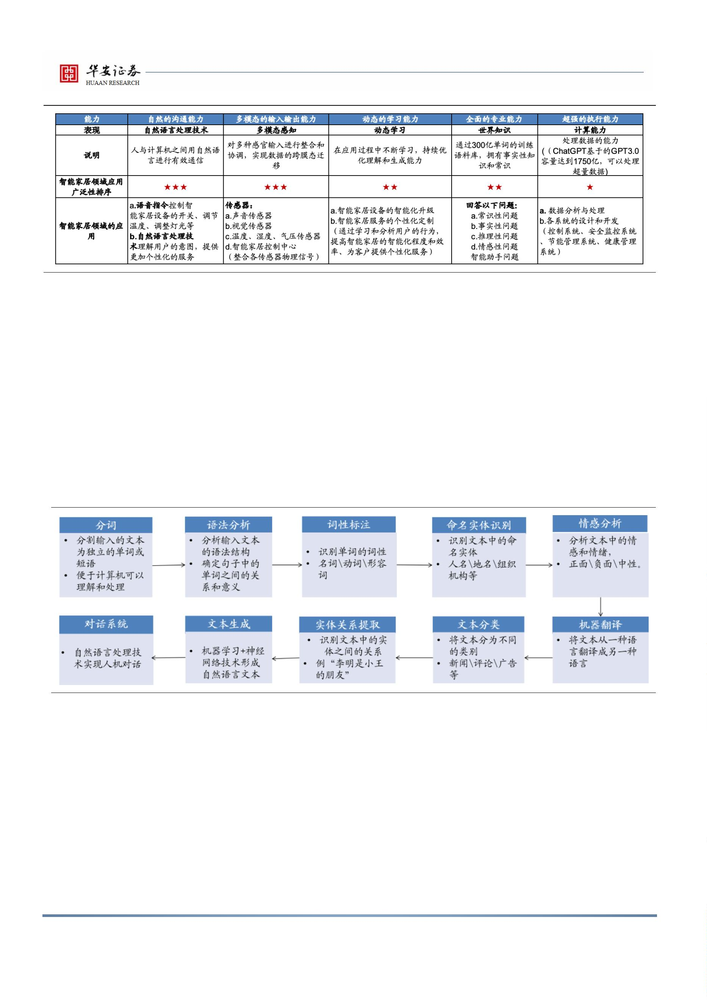 华安证券
HUAAN RESEARCH
能力 自然的沟通能力 多模态的输入输出能力 动态的学习能力 全面的专业能力 超强的执行能力
表现 自然语言处理技术 多模态感知 动态学习 世界知识 计算能力
说明
人与计算机之间用自然语
言进行有效通信
对多种感官输入进行整合和
协调，实现数据的跨膜态迁
移
在应用过程中不断学习，持续优
化理解和生成能力
通过300亿单词的训练
语料库，拥有事实性知
识和常识
处理数据的能力
(（ChatGPT基于的GPT3.0
容量达到1750亿，可以处理
超量数据)
智能家居领域应用
广泛性排序
★★★ ★★★ ★★ ★★ ★
智能家居领域的应
用
a.语音指令控制智
能家居设备的开关、调节
温度、调整灯光等
b.自然语言处理技
术理解用户的意图，提供
更加个性化的服务
传感器：
a.声音传感器
b.视觉传感器
c.温度、湿度、气压传感器
d.智能家居控制中心
（整合各传感器物理信号）
a.智能家居设备的智能化升级
b.智能家居服务的个性化定制
（通过学习和分析用户的行为，
提高智能家居的智能化程度和效
率、为客户提供个性化服务）
回答以下问题：
a.常识性问题
b.事实性问题
c.推理性问题
d.情感性问题
智能助手问题
a. 数据分析与处理
b.各系统的设计和开发
（控制系统、安全监控系统
、节能管理系统、健康管理
系统）
分词
• 分割输入的文本
为独立的单词或
短语
• 便于计算机可以
理解和处理
语法分析
• 分析输入文本
的语法结构
• 确定句子中的
单词之间的关
系和意义
词性标注
• 识别单词的词性
• 名词\动词\形容
词
命名实体识别
• 识别文本中的命
名实体
• 人名\地名\组织
机构等
情感分析
• 分析文本中的情
感和情绪，
• 正面\负面\中性。
对话系统
• 自然语言处理技
术实现人机对话
文本生成
• 机器学习+神经
网络技术形成
自然语言文本
实体关系提取
• 识别文本中的实
体之间的关系
• 例“李明是小王
的朋友”
文本分类
• 将文本分为不同
的类别
• 新闻\评论\广告
等
机器翻译
• 将文本从一种语
言翻译成另一种
语言